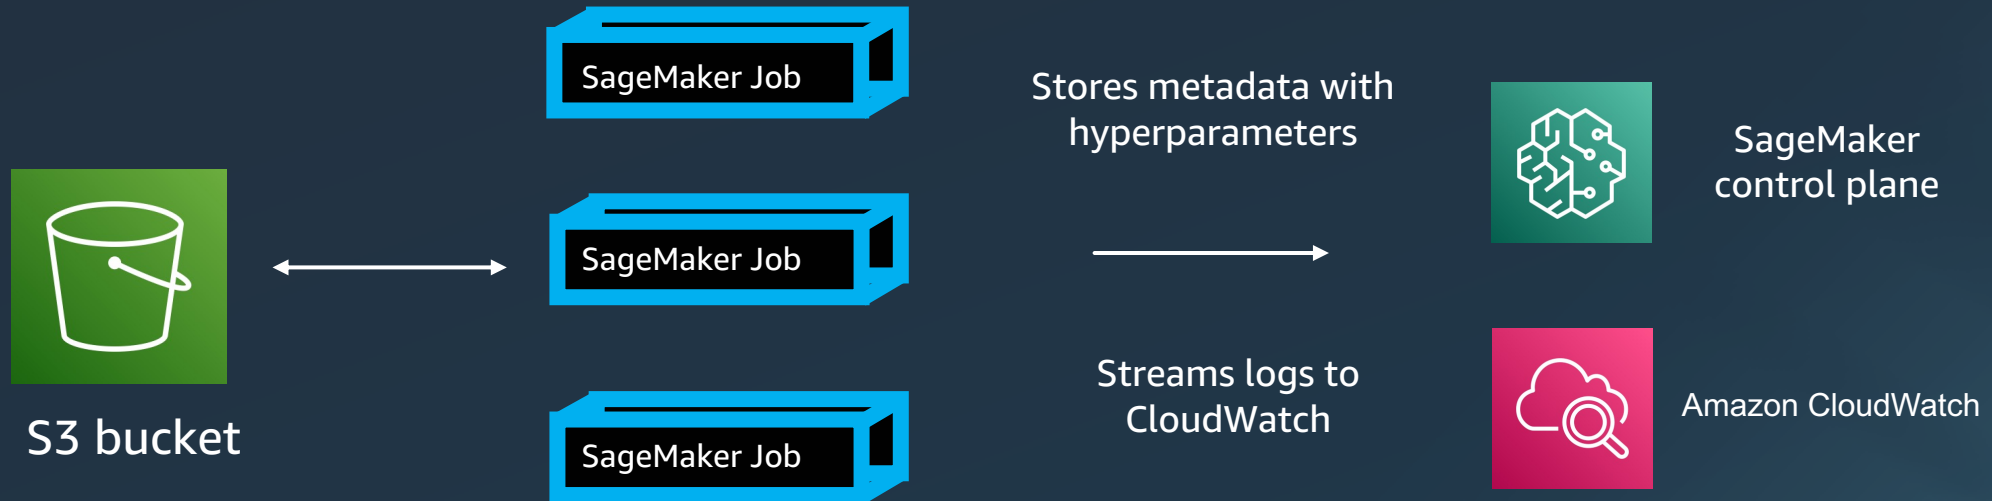 S3 bucket
SageMaker Job
SageMaker Job
SageMaker Job
Stores metadata with
hyperparameters
Streams logs to
CloudWatch
SageMaker
control plane
Amazon CloudWatch